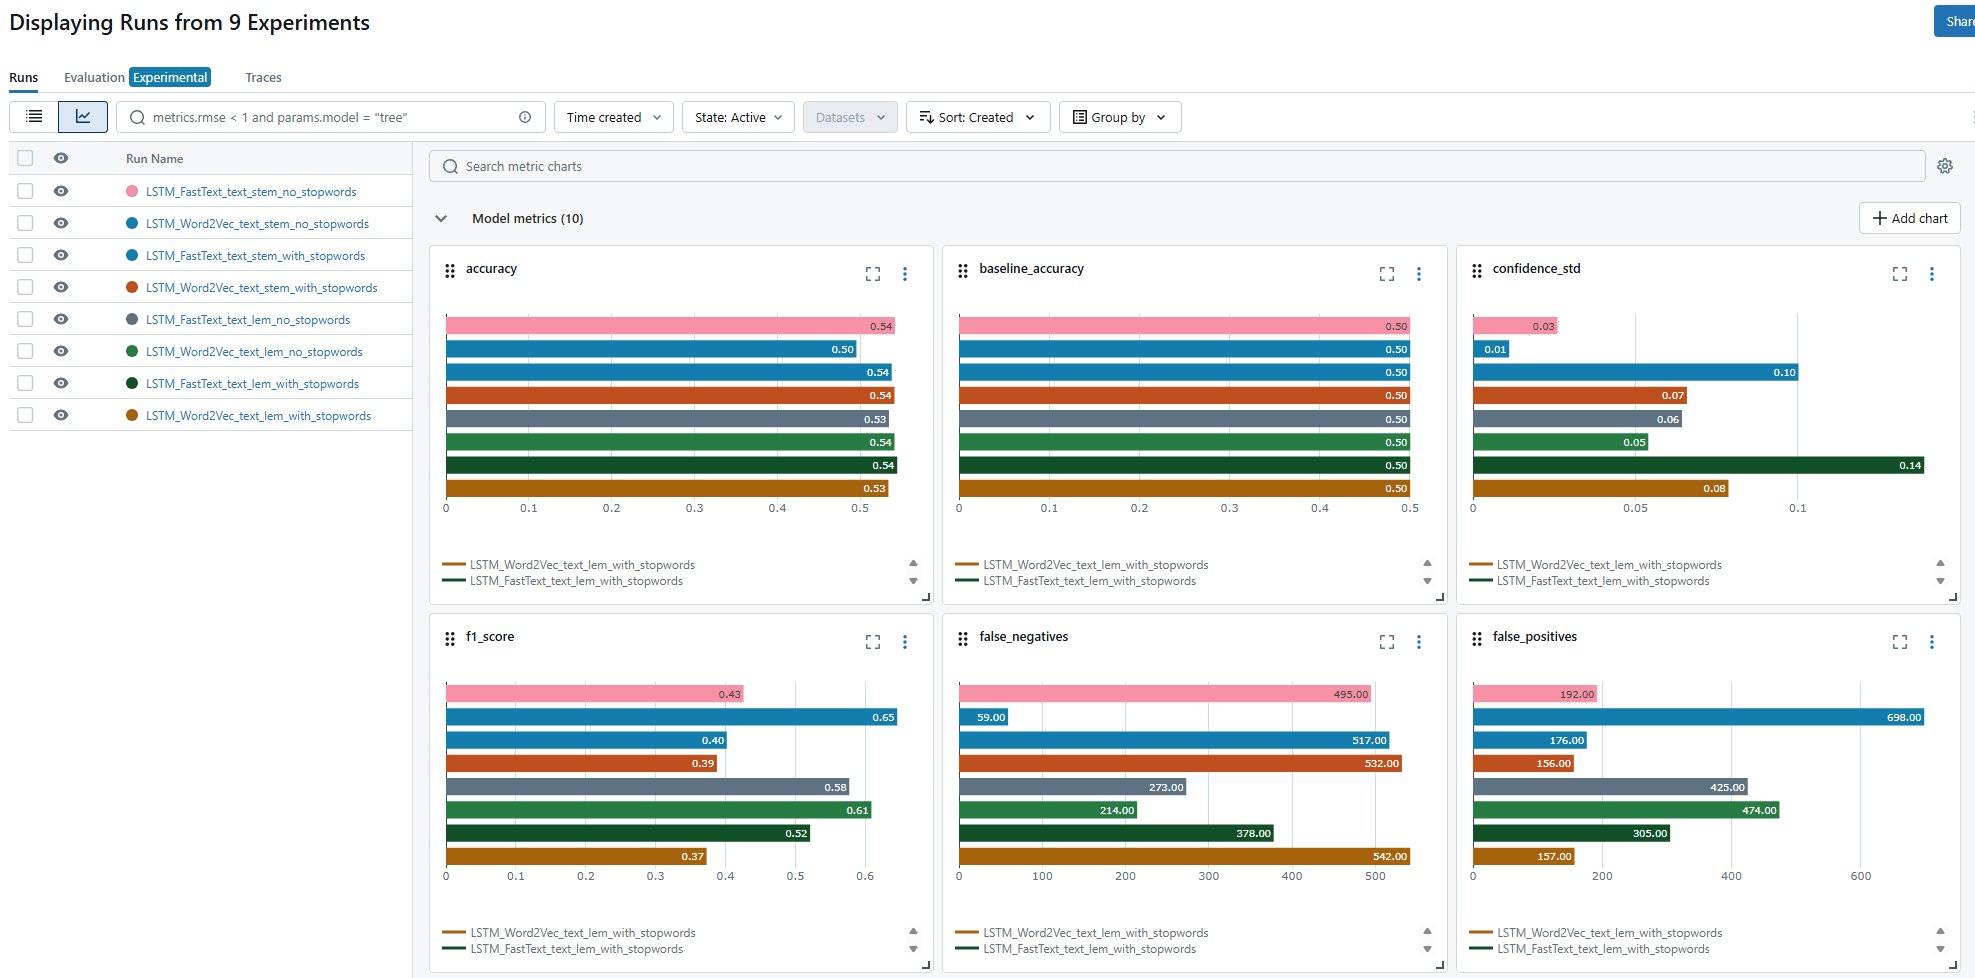 Displaying Runs from 9 Experiments
Share
Runs Evaluation Experimental Traces
metrics.rmse < 1 and params.model = "tree" Time created State: Active Datasets Sort: Created Group by
Run Name
LSTM_FastText_text_stem_no_stopwords
LSTM_Word2Vec_text_stem_no_stopwords
LSTM_FastText_text_stem_with_stopwords
LSTM_Word2Vec_text_stem_with_stopwords
LSTM_FastText_text_lem_no_stopwords
LSTM_Word2Vec_text_lem_no_stopwords
LSTM_FastText_text_lem_with_stopwords
LSTM_Word2Vec_text_lem_with_stopwords
Search metric charts
Model metrics (10)
Add chart
accuracy
0.54
0.50
0.54
0.54
0.53
0.54
0.54
0.53
0 0.1 0.2 0.3 0.4 0.5
LSTM_Word2Vec_text_lem_with_stopwords
LSTM_FastText_text_lem_with_stopwords
baseline_accuracy
0.50
0.50
0.50
0.50
0.50
0.50
0.50
0.50
0 0.1 0.2 0.3 0.4 0.5
LSTM_Word2Vec_text_lem_with_stopwords
LSTM_FastText_text_lem_with_stopwords
confidence_std
0.03
0.01
0.10
0.07
0.06
0.05
0.14
0.08
0 0.05 0.1
LSTM_Word2Vec_text_lem_with_stopwords
LSTM_FastText_text_lem_with_stopwords
f1_score
0.43
0.65
0.40
0.39
0.58
0.61
0.52
0.37
0 0.1 0.2 0.3 0.4 0.5 0.6
LSTM_Word2Vec_text_lem_with_stopwords
LSTM_FastText_text_lem_with_stopwords
false_negatives
495.00
59.00
517.00
532.00
273.00
214.00
378.00
542.00
0 100 200 300 400 500
LSTM_Word2Vec_text_lem_with_stopwords
LSTM_FastText_text_lem_with_stopwords
false_positives
192.00
698.00
176.00
156.00
425.00
474.00
305.00
157.00
0 200 400 600
LSTM_Word2Vec_text_lem_with_stopwords
LSTM_FastText_text_lem_with_stopwords